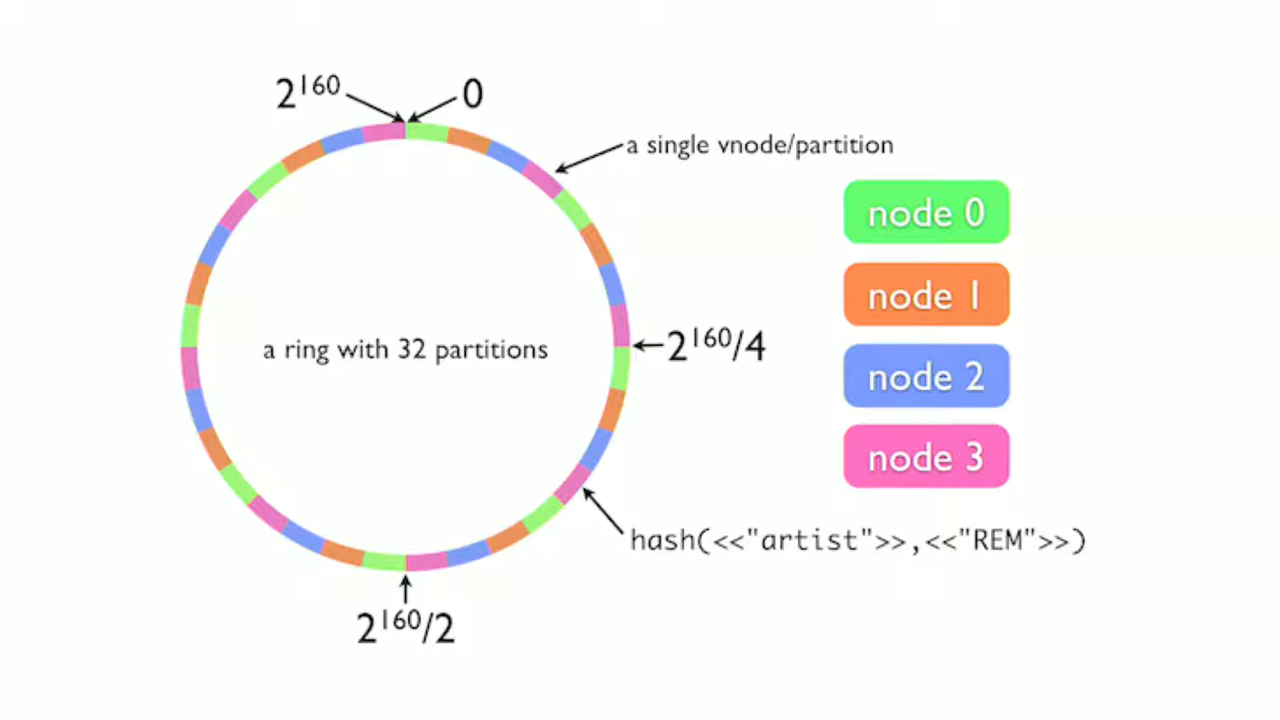 2¹⁶⁰
0
a single vnode/partition
node 0
node 1
a ring with 32 partitions
2¹⁶⁰/4
node 2
node 3
hash(<<"artist">>,<<"REM">>)
2¹⁶⁰/2